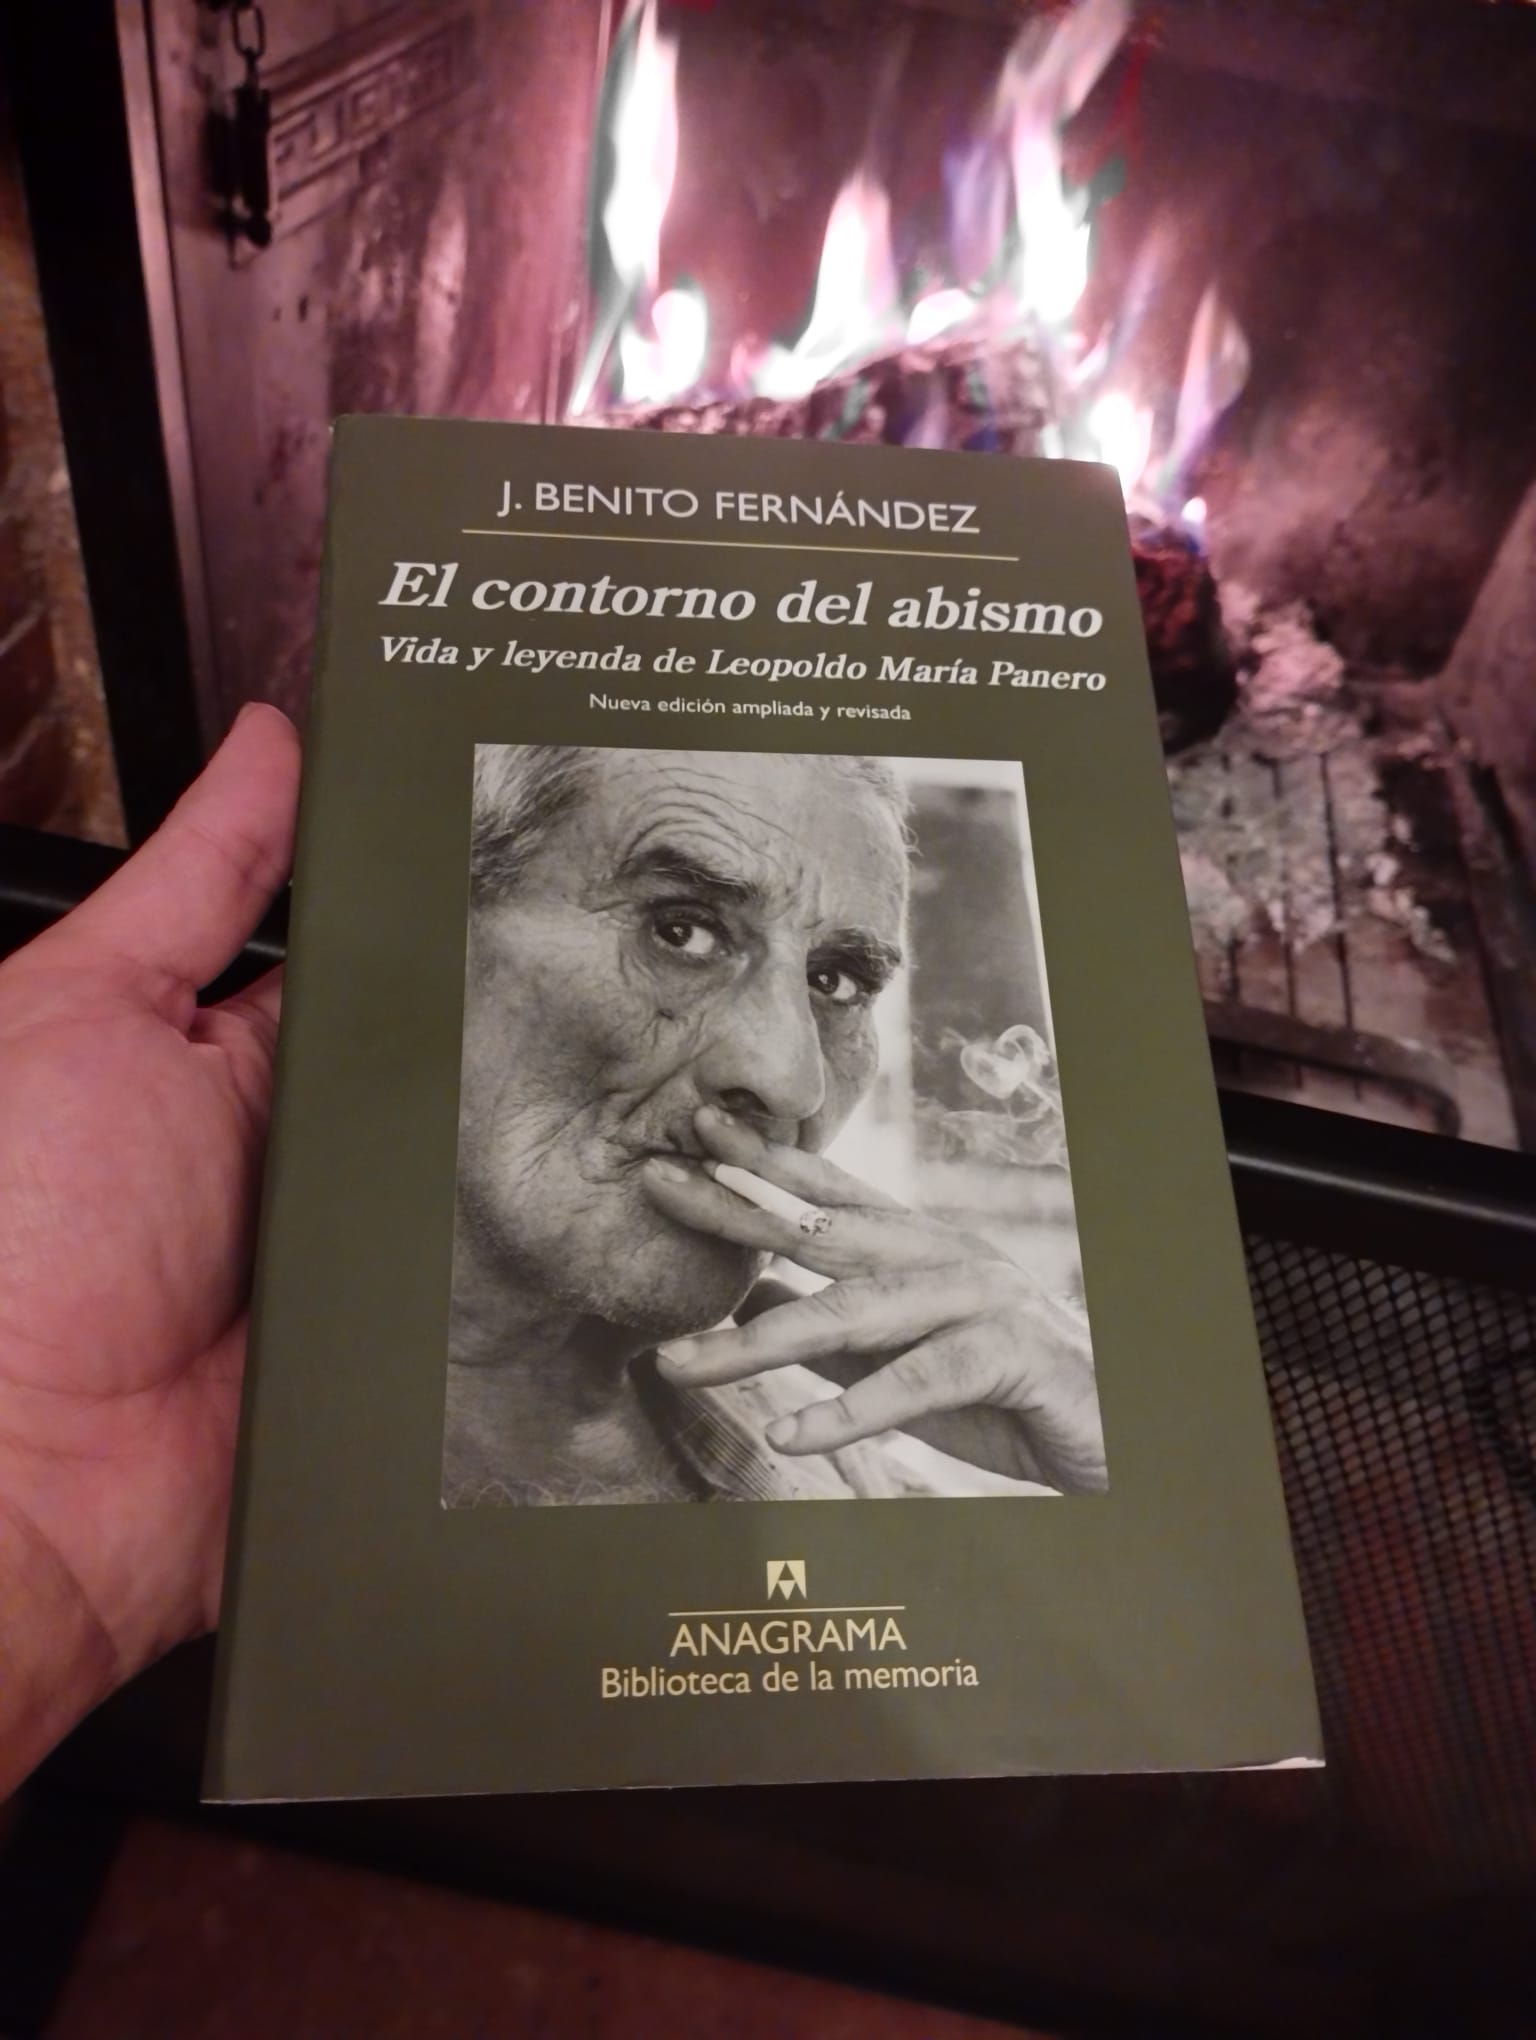 J. BENITO FERNÁNDEZ
El contorno del abismo
Vida y leyenda de Leopoldo María Panero
Nueva edición ampliada y revisada
ANAGRAMA
Biblioteca de la memoria